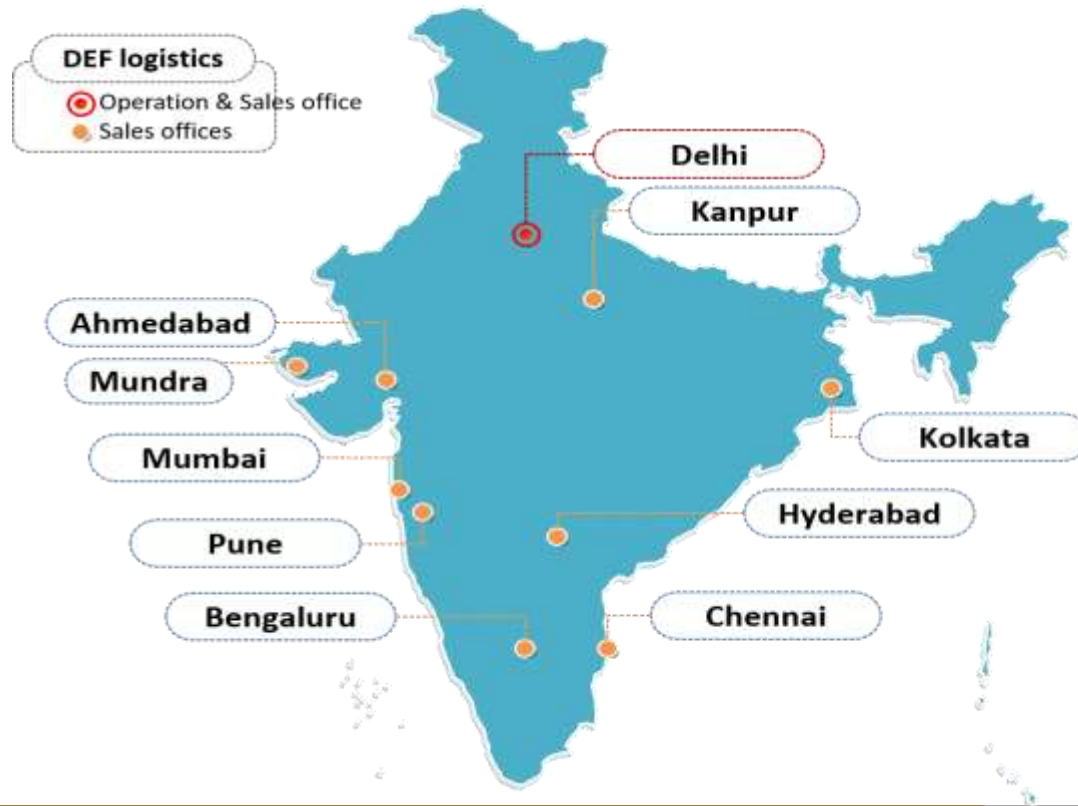 DEF logistics
Operation & Sales office
Sales offices
Delhi
Kanpur
Ahmedabad
Mundra
Mumbai
Kolkata
Hyderabad
Pune
Bengaluru
Chennai